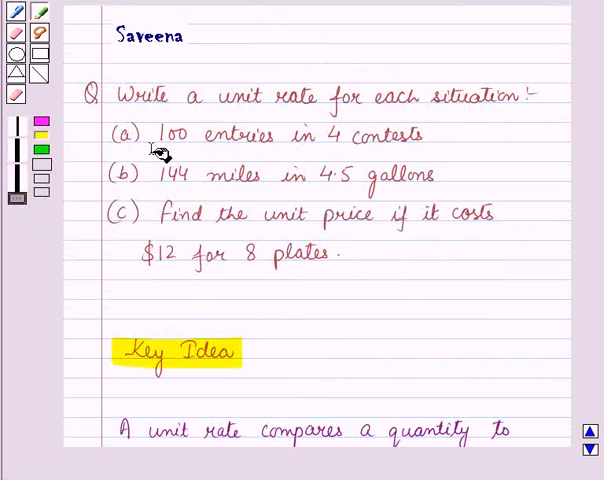 Saveena
Q Write a unit rate for each situation:-
(a) 100 entries in 4 contests
(b) 144 miles in 4.5 gallons
(c) Find the unit price if it costs
$12 for 8 plates.
Key Idea
A unit rate compares a quantity to